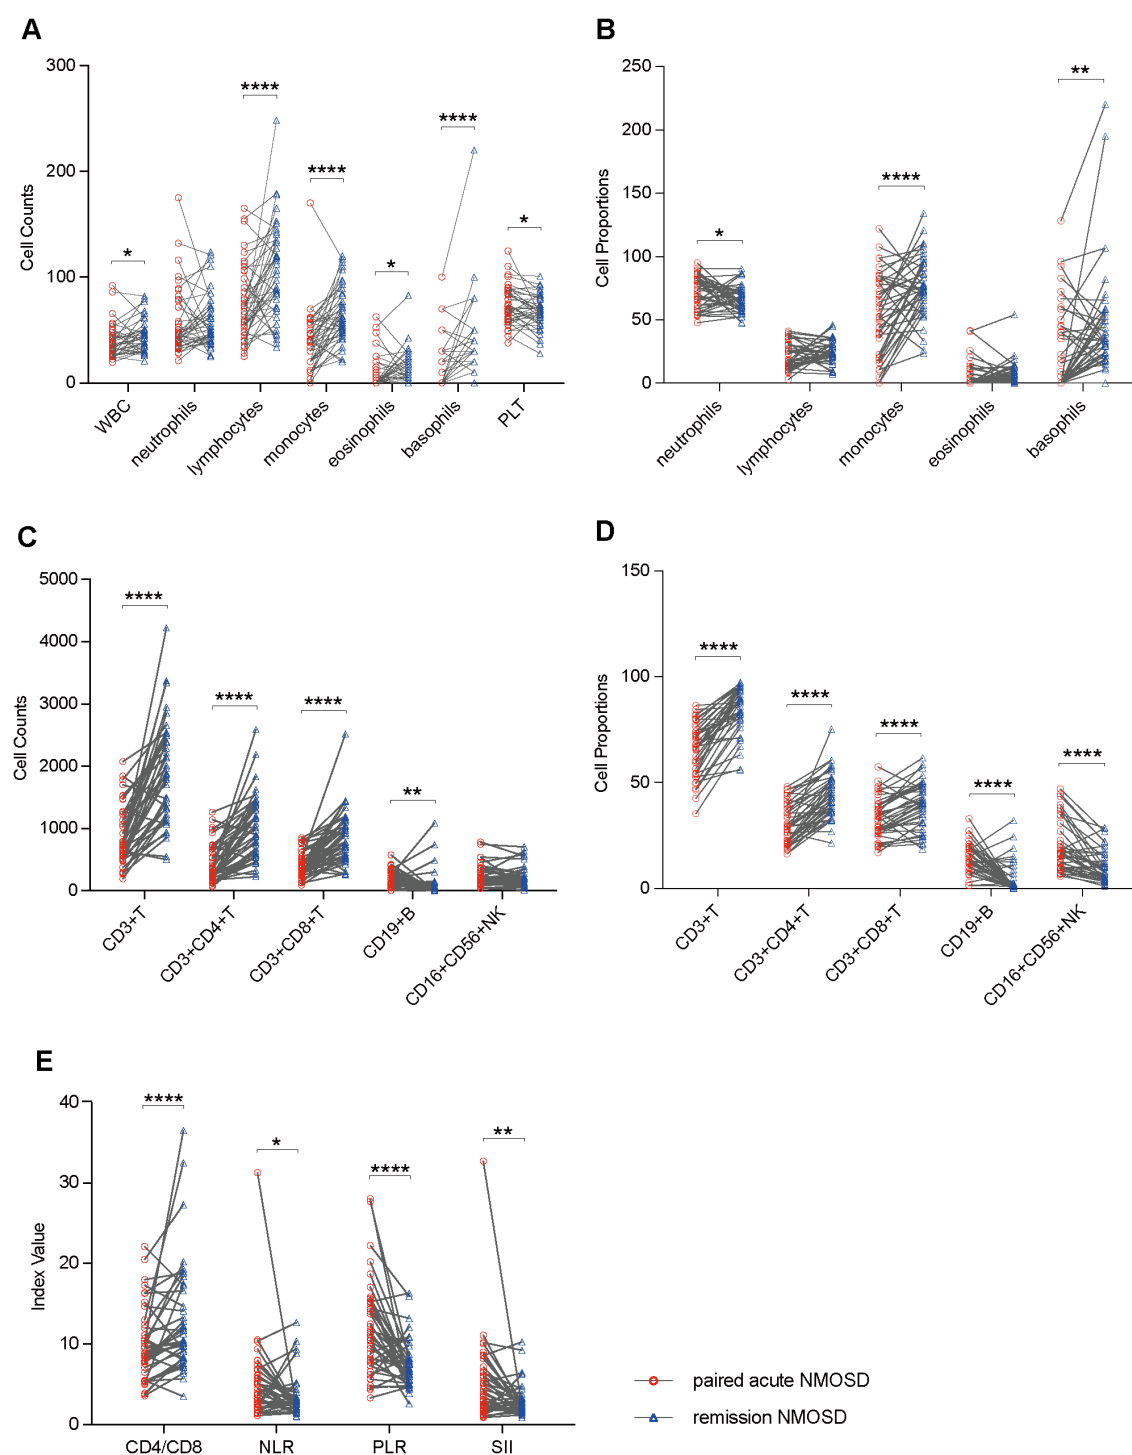 A
Cell Counts
300
200
100
0
*
****
****
*
****
*
WBC
neutrophils
lymphocytes
monocytes
eosinophils
basophils
PLT
B
Cell Proportions
250
200
150
100
50
0
*
****
**
neutrophils
lymphocytes
monocytes
eosinophils
basophils
C
Cell Counts
5000
4000
3000
2000
1000
0
****
****
****
**
CD3+T
CD3+CD4+T
CD3+CD8+T
CD19+B
CD16+CD56+NK
D
Cell Proportions
150
100
50
0
****
****
****
****
****
CD3+T
CD3+CD4+T
CD3+CD8+T
CD19+B
CD16+CD56+NK
E
Index Value
40
30
20
10
0
****
*
****
**
CD4/CD8
NLR
PLR
SII
paired acute NMOSD
remission NMOSD